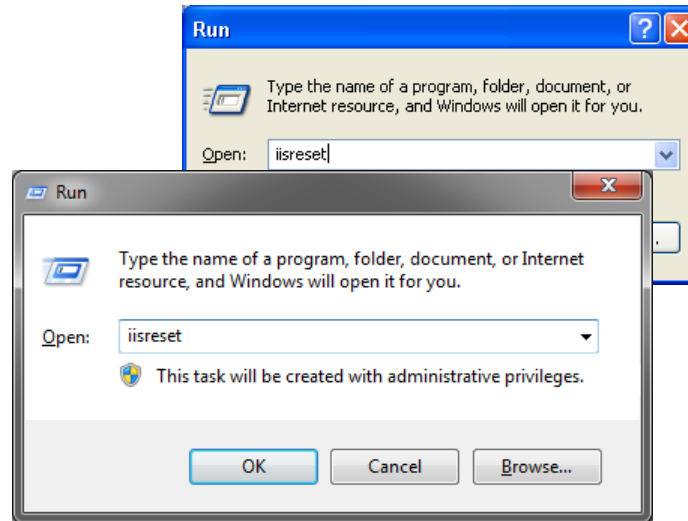 Run
Type the name of a program, folder, document, or
Internet resource, and Windows will open it for you.
Open: iisreset
Run
Type the name of a program, folder, document, or Internet
resource, and Windows will open it for you.
Open: iisreset
This task will be created with administrative privileges.
OK Cancel Browse...